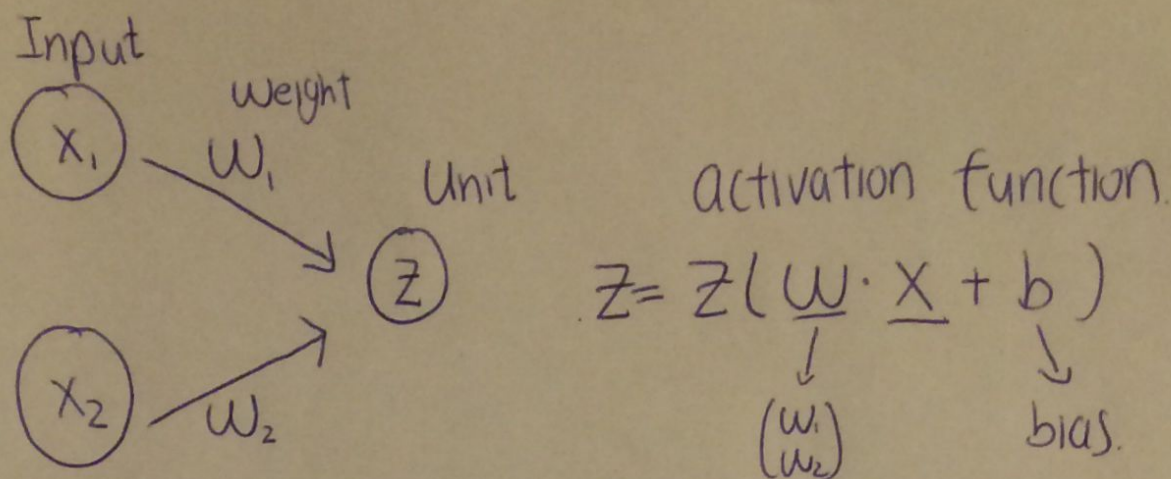 Input
Weight
X₁
W₁
Unit
activation function.
Z
Z = Z(W · X + b)
X₂
W₂
(W₁
W₂)
bias.